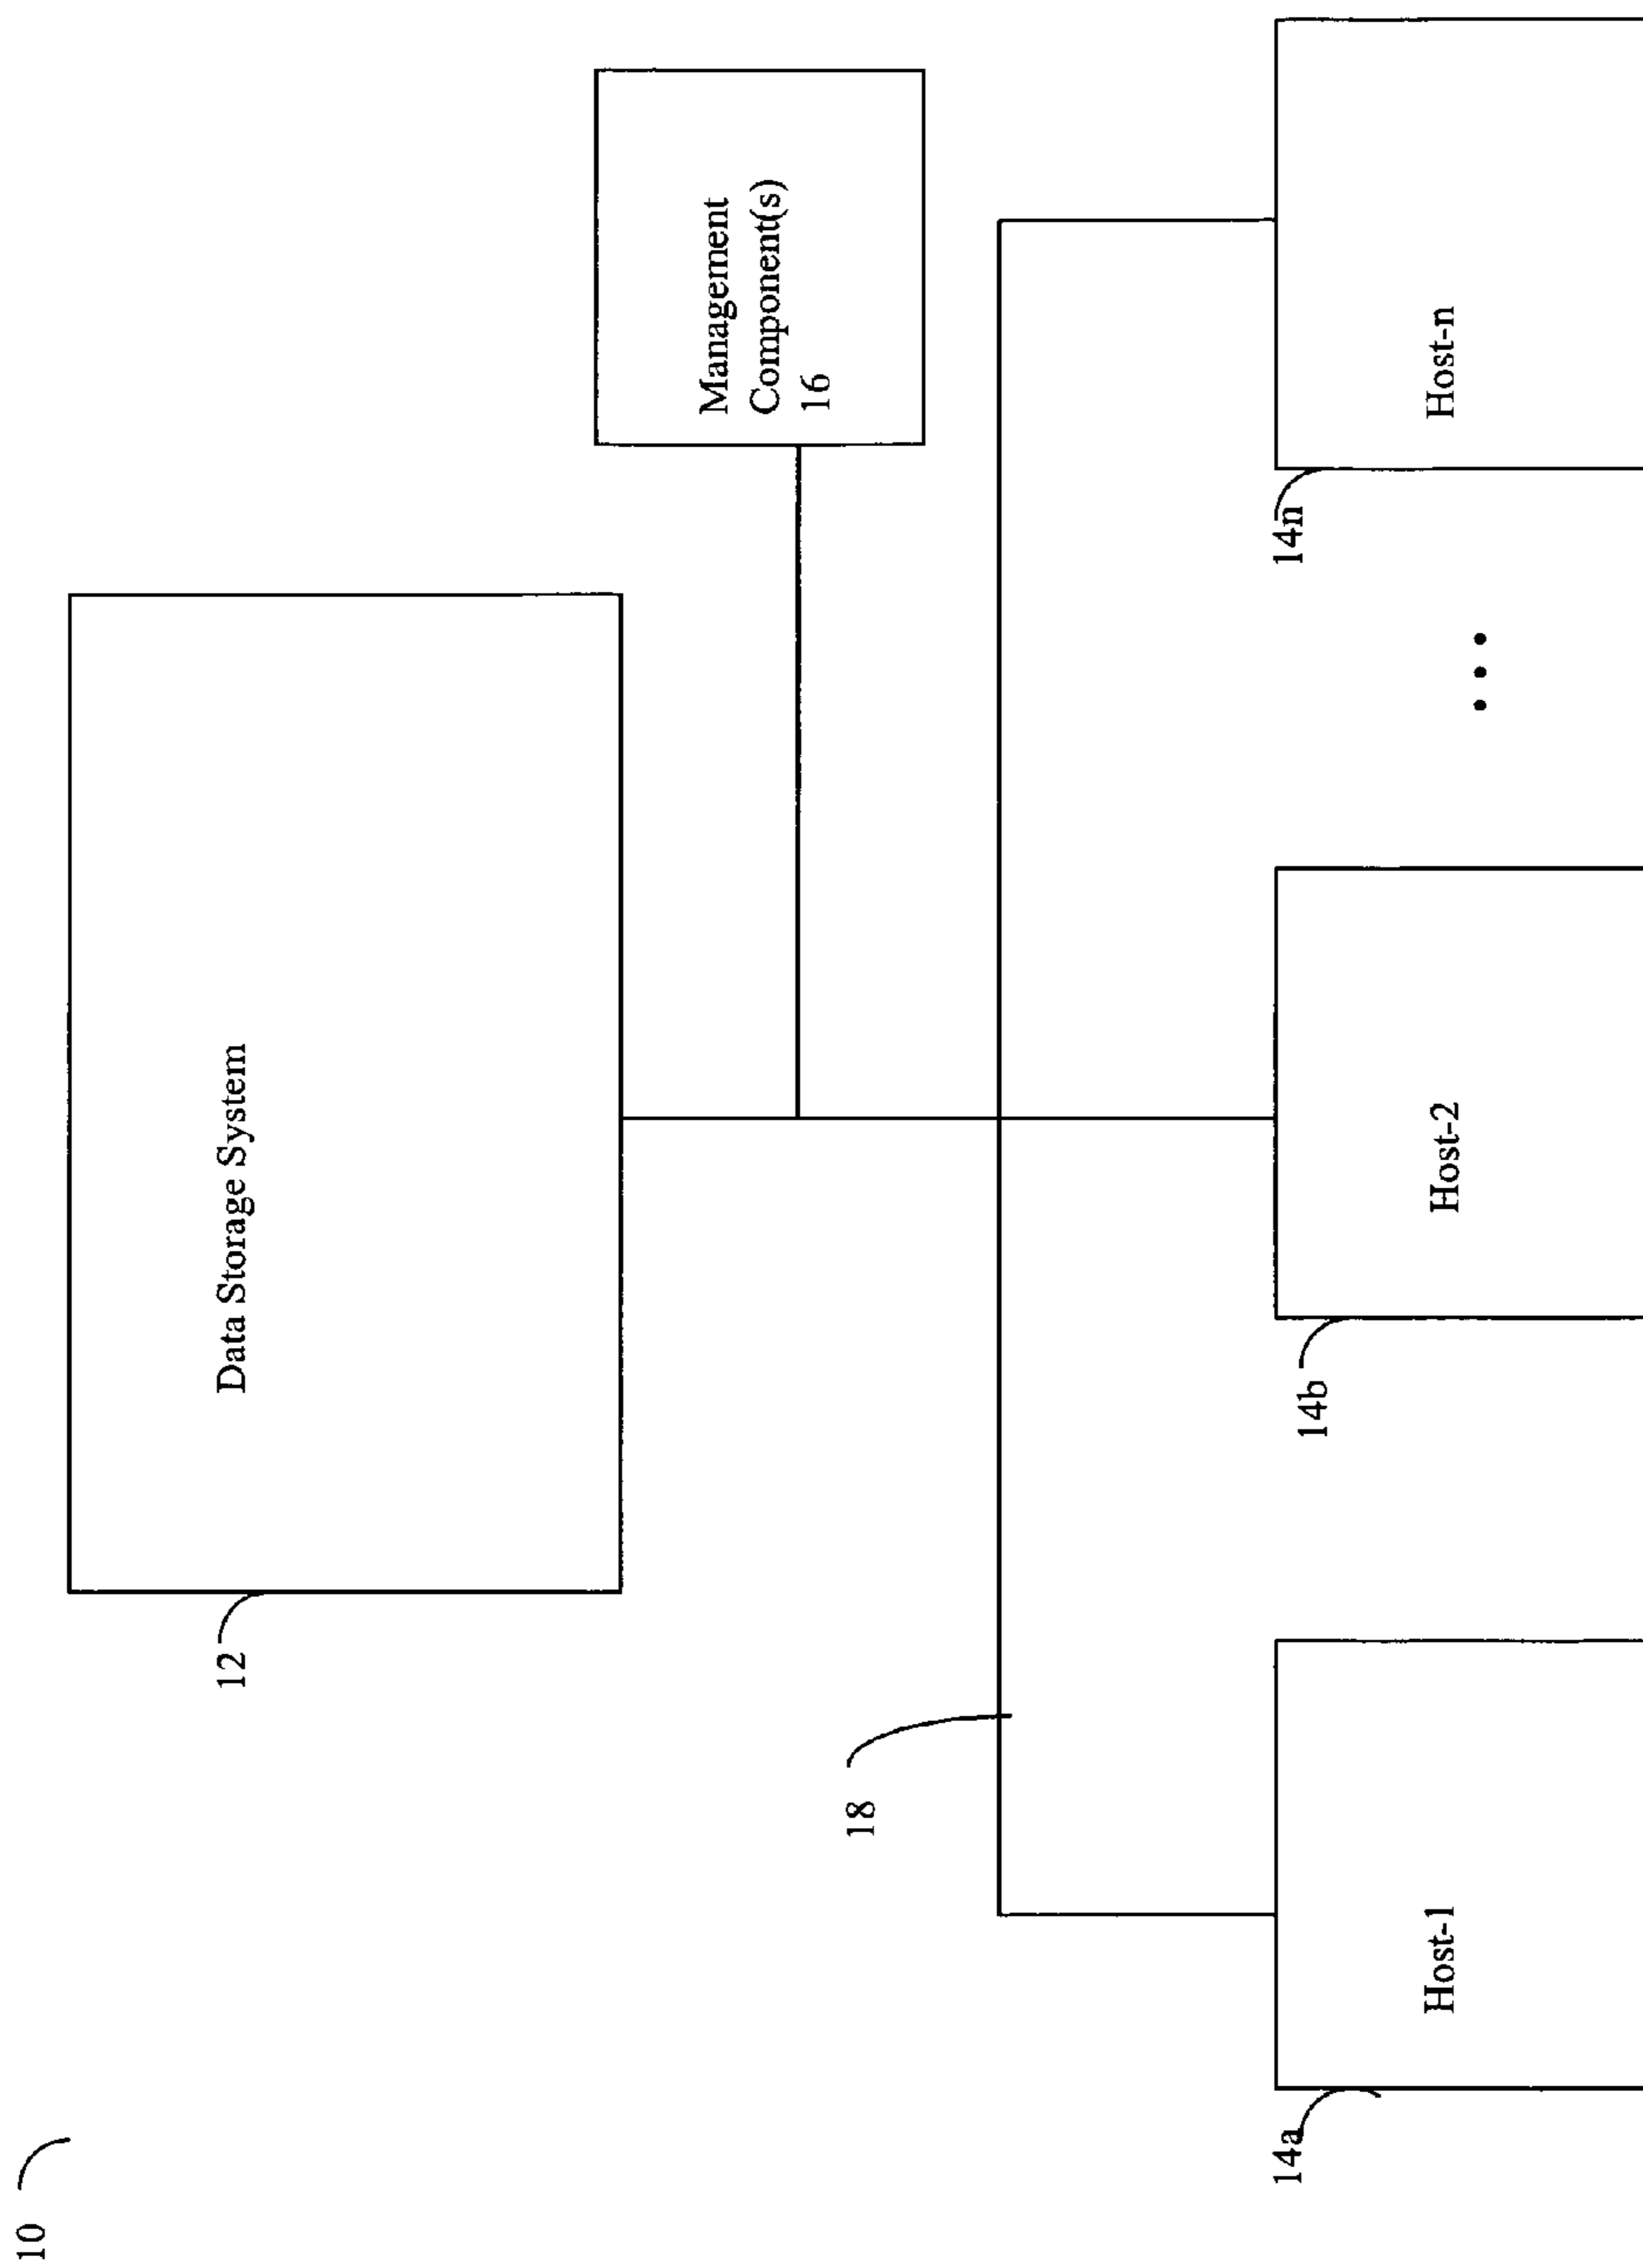 10
12
Data Storage System
Management
Component(s)
16
18
14a
Host-1
14b
Host-2
14n
Host-n